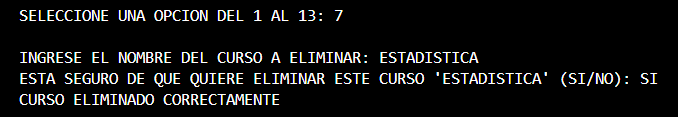 SELECCIONE UNA OPCION DEL 1 AL 13: 7
INGRESE EL NOMBRE DEL CURSO A ELIMINAR: ESTADISTICA
ESTA SEGURO DE QUE QUIERE ELIMINAR ESTE CURSO 'ESTADISTICA' (SI/NO): SI
CURSO ELIMINADO CORRECTAMENTE